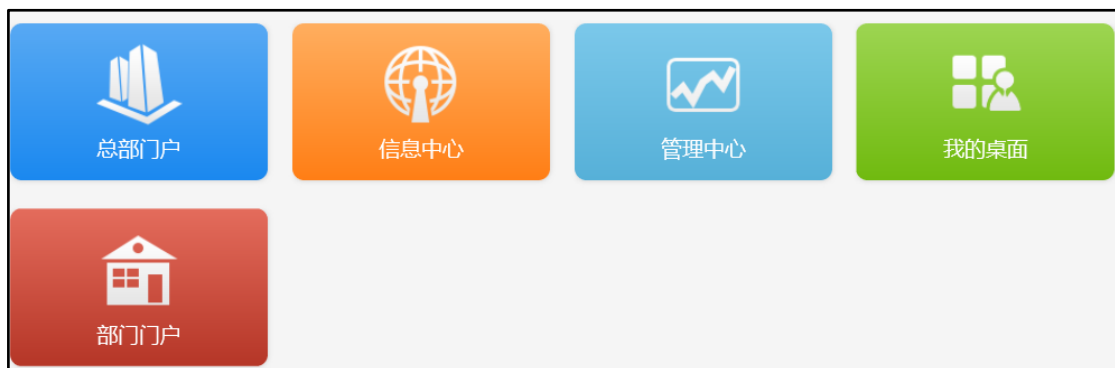 总部门户
信息中心
管理中心
我的桌面
部门门户